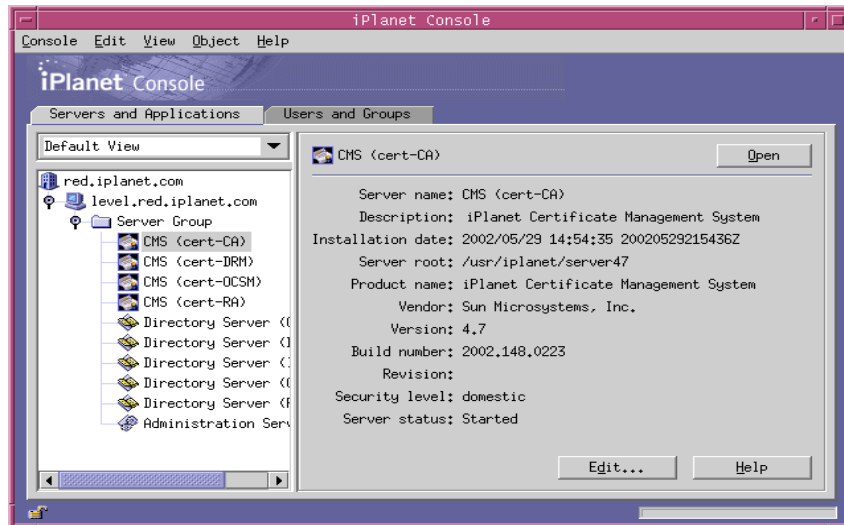 iPlanet Console
Console Edit View Object Help
iPlanet Console
Servers and Applications
Users and Groups
Default View
red.iplanet.com
level.red.iplanet.com
Server Group
CMS (cert-CA)
CMS (cert-DRM)
CMS (cert-OCSM)
CMS (cert-RA)
Directory Server
Directory Server
Directory Server
Directory Server
Directory Server
Administration
CMS (cert-CA)
Open
Server name: CMS (cert-CA)
Description: iPlanet Certificate Management System
Installation date: 2002/05/29 14:54:35 20020529215436Z
Server root: /usr/iplanet/server47
Product name: iPlanet Certificate Management System
Vendor: Sun Microsystems, Inc.
Version: 4.7
Build number: 2002.148.0223
Revision:
Security level: domestic
Server status: Started
Edit...
Help